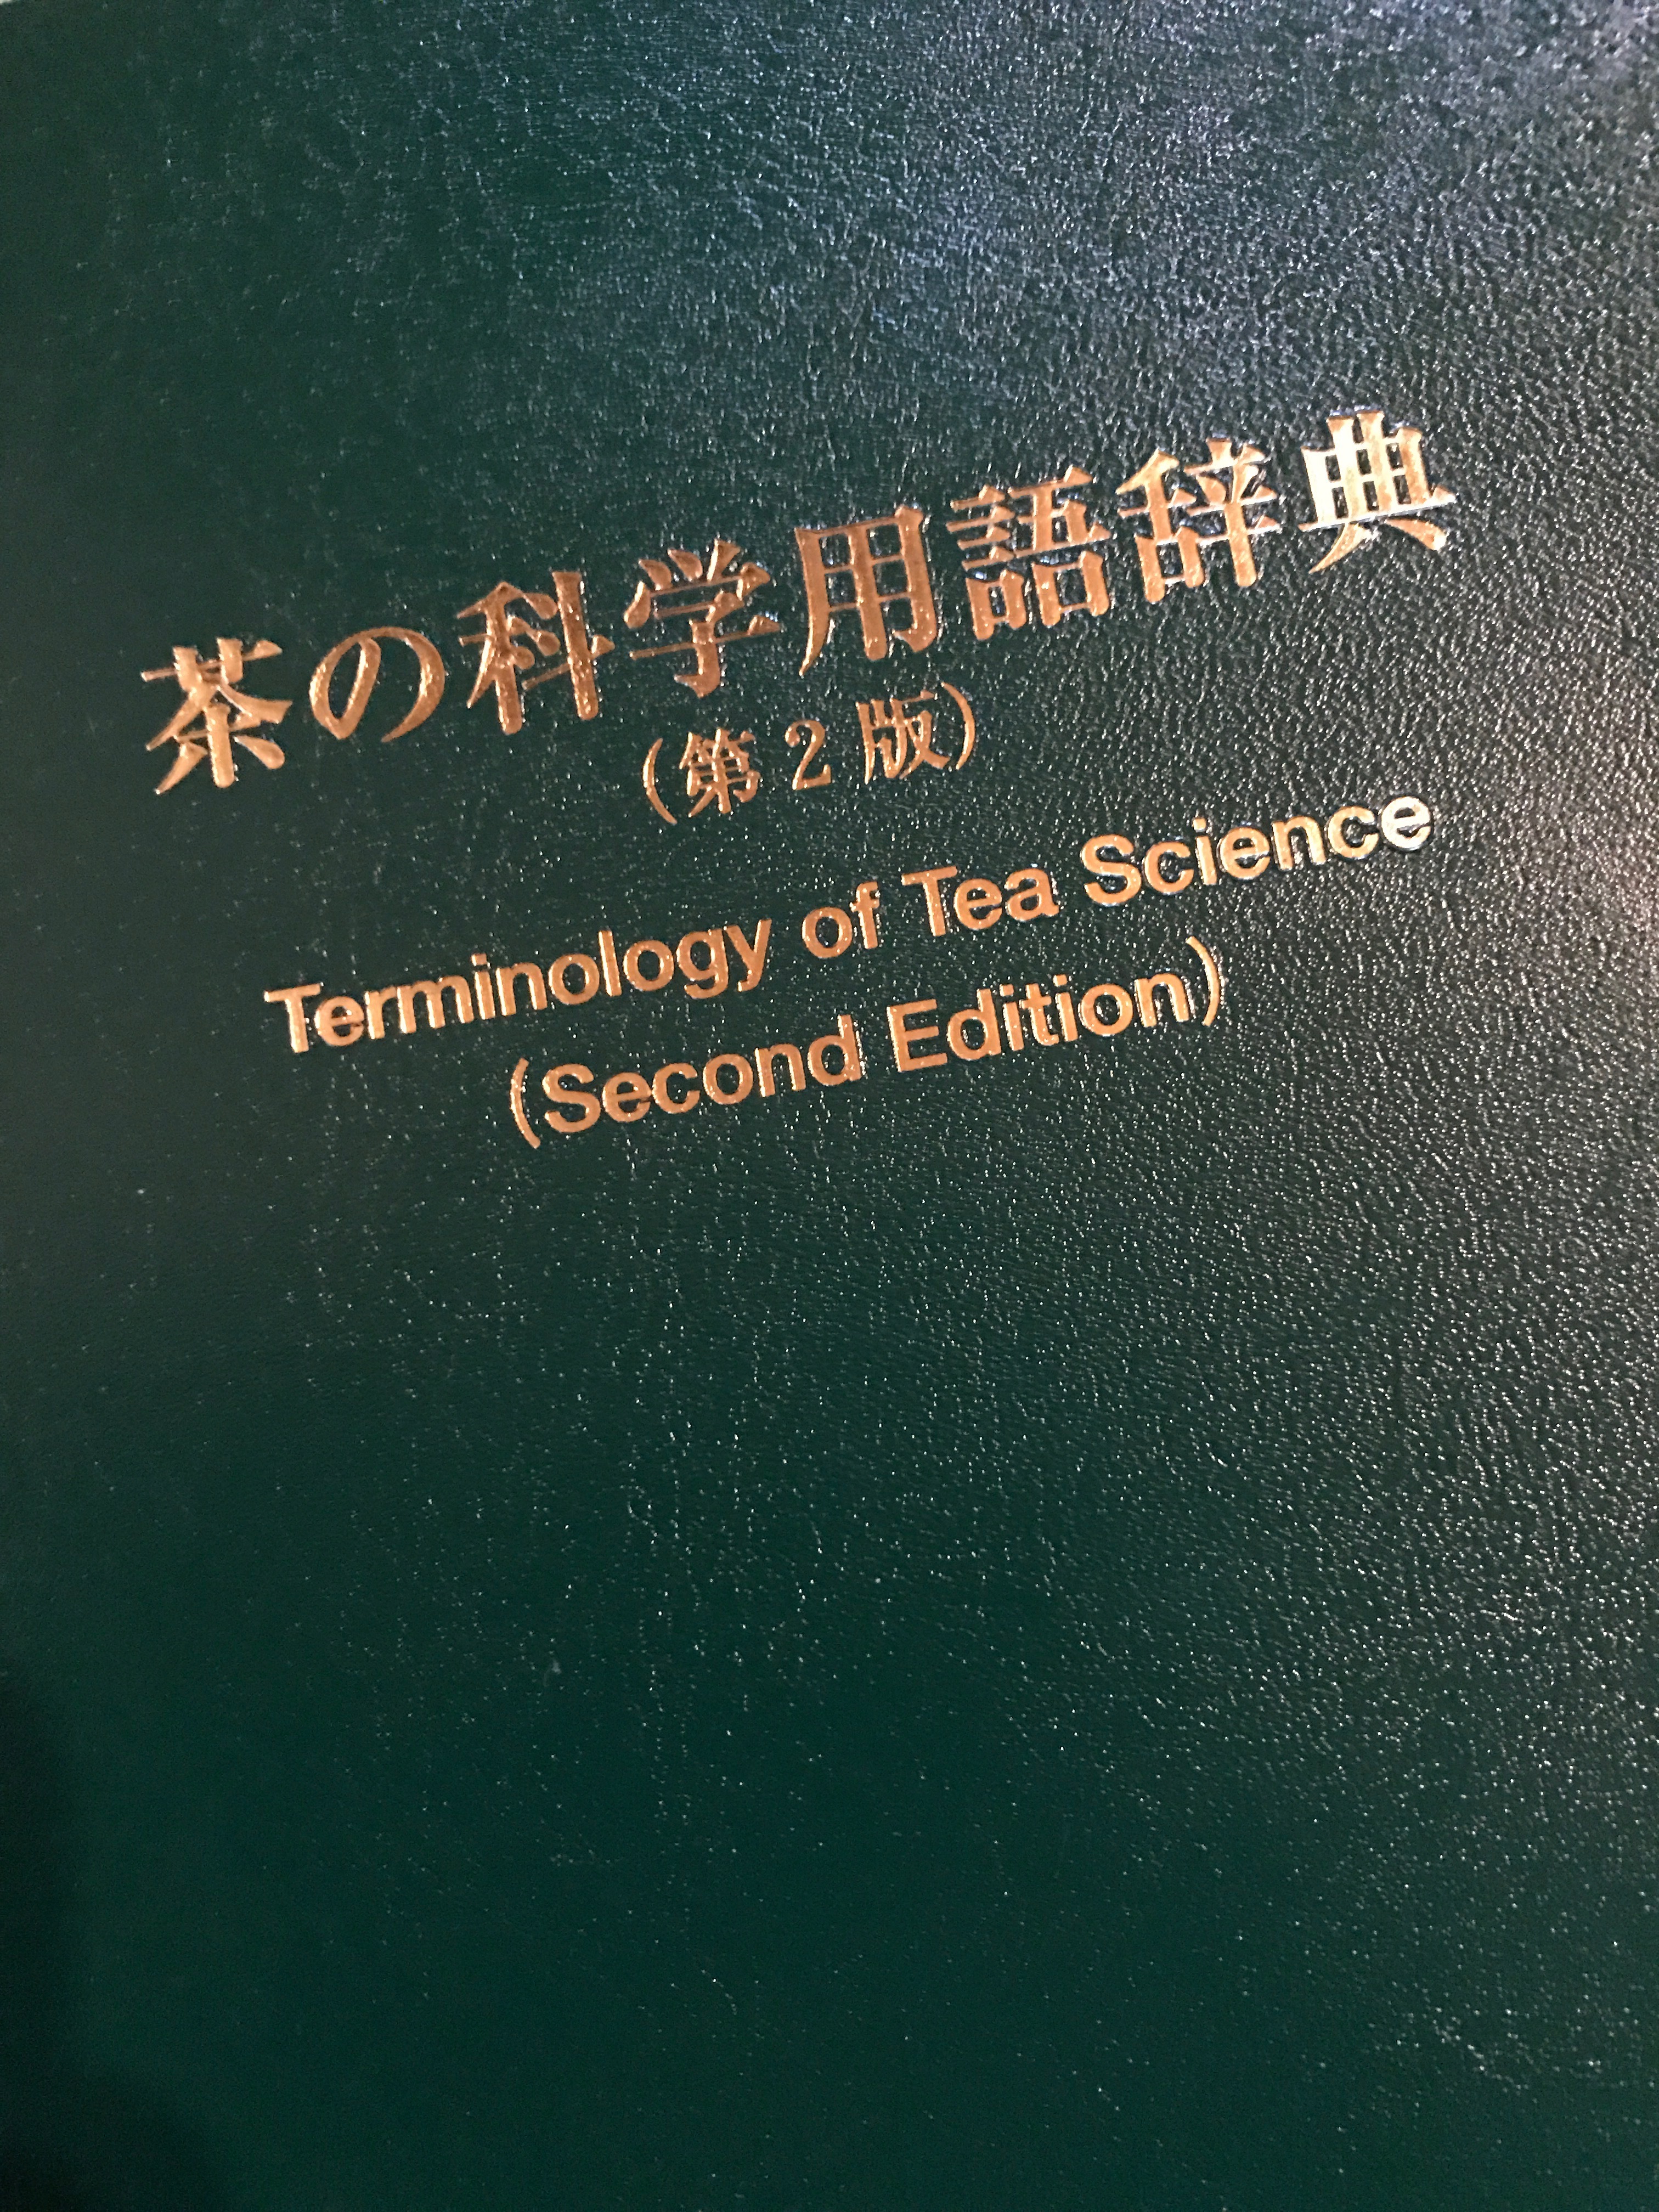 茶の科学用語辞典
(第2版)
Terminology of Tea Science
(Second Edition)